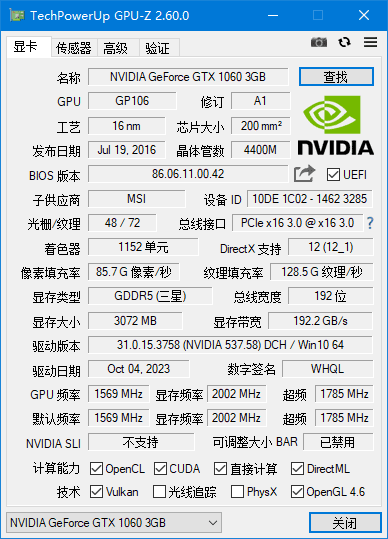 TechPowerUp GPU-Z 2.60.0
显卡 传感器 高级 验证
名称 NVIDIA GeForce GTX 1060 3GB 查找
GPU GP106 修订 A1
工艺 16 nm 芯片大小 200 mm²
发布日期 Jul 19, 2016 晶体管数 4400M
NVIDIA
BIOS 版本 86.06.11.00.42 UEFI
子供应商 MSI 设备 ID 10DE 1C02 - 1462 3285
光栅/纹理 48 / 72 总线接口 PCIe x16 3.0 @ x16 3.0 ?
着色器 1152 单元 DirectX 支持 12 (12_1)
像素填充率 85.7 G 像素/秒 纹理填充率 128.5 G 纹理/秒
显存类型 GDDR5 (三星) 总线宽度 192 位
显存大小 3072 MB 显存带宽 192.2 GB/s
驱动版本 31.0.15.3758 (NVIDIA 537.58) DCH / Win10 64
驱动日期 Oct 04, 2023 数字签名 WHQL
GPU 频率 1569 MHz 显存频率 2002 MHz 超频 1785 MHz
默认频率 1569 MHz 显存频率 2002 MHz 超频 1785 MHz
NVIDIA SLI 不支持 可调整大小 BAR 已禁用
计算能力 OpenCL CUDA 直接计算 DirectML
技术 Vulkan 光线追踪 PhysX OpenGL 4.6
NVIDIA GeForce GTX 1060 3GB 关闭